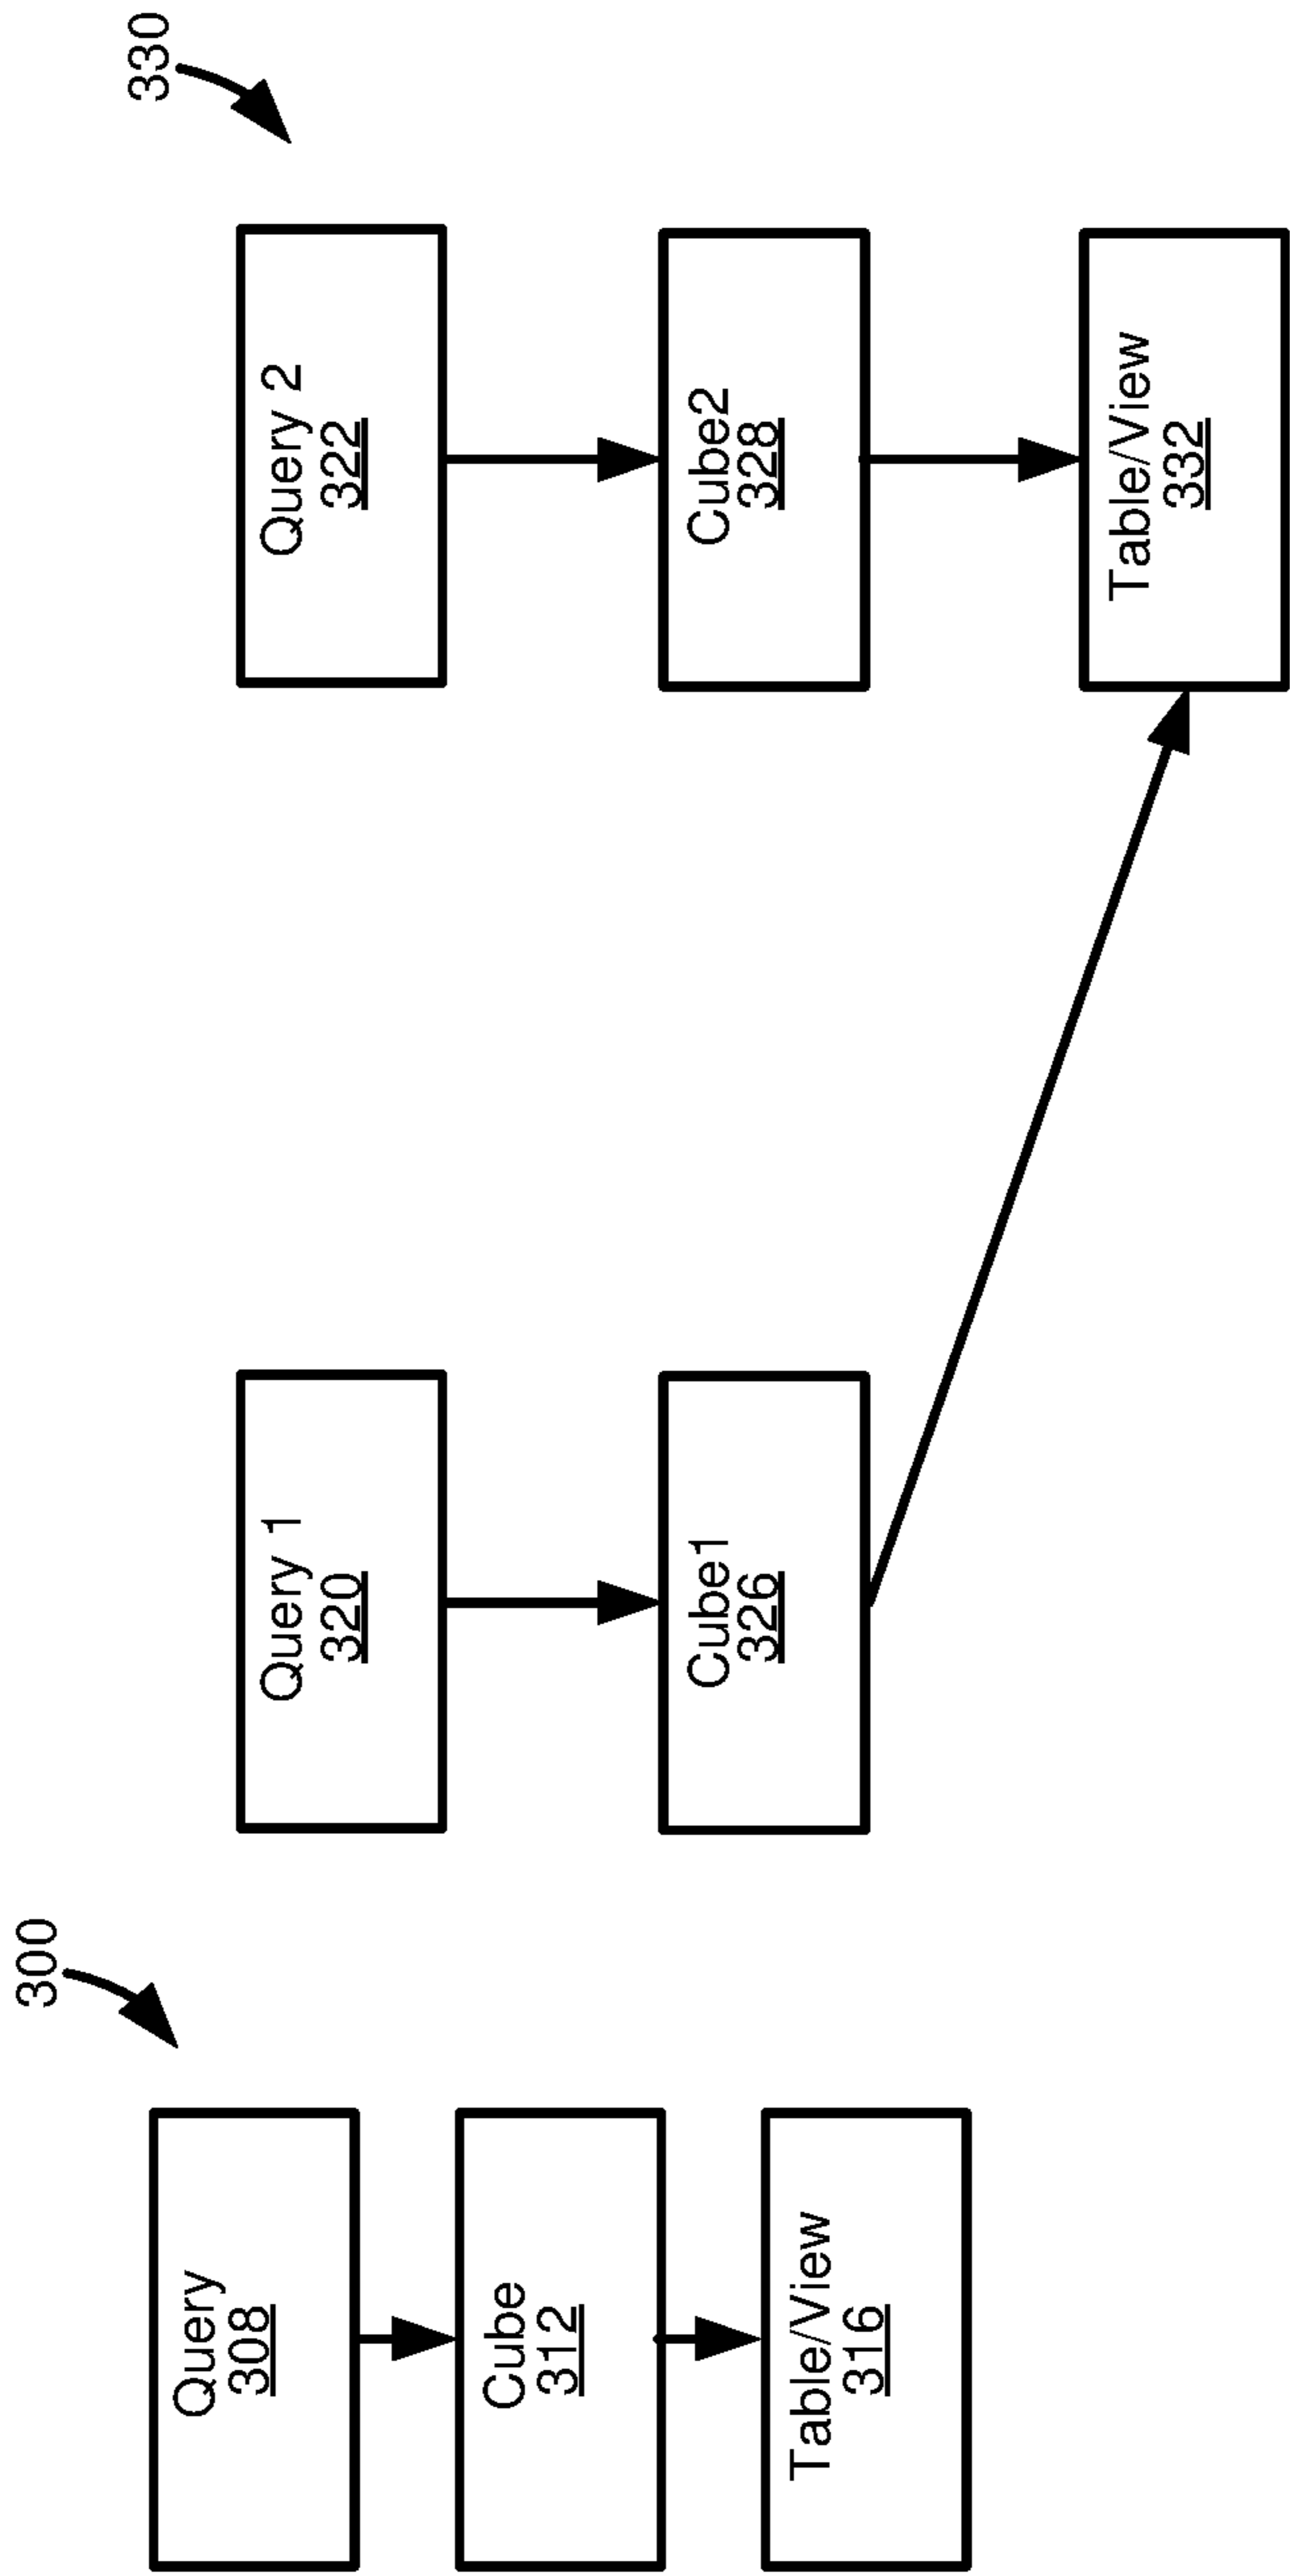 300
Query
308
Cube
312
Table/View
316
330
Query 1
320
Query 2
322
Cube1
326
Cube2
328
Table/View
332